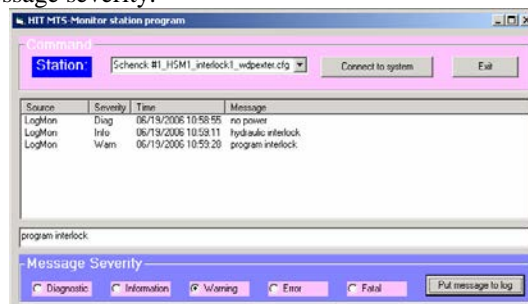 ssage severity.
HIT MTS-Monitor station program
Command
Station: Schenck #1_HSM1_interlock1_wdpexter.cfg Connect to system Exit
Source Severity Time Message
LogMon Diag 06/19/2006 10:58:55 no power
LogMon Info 06/19/2006 10:59:11 hydraulic interlock
LogMon Warn 06/19/2006 10:59:20 program interlock
program interlock
Message Severity
Diagnostic Information Warning Error Fatal Put message to log